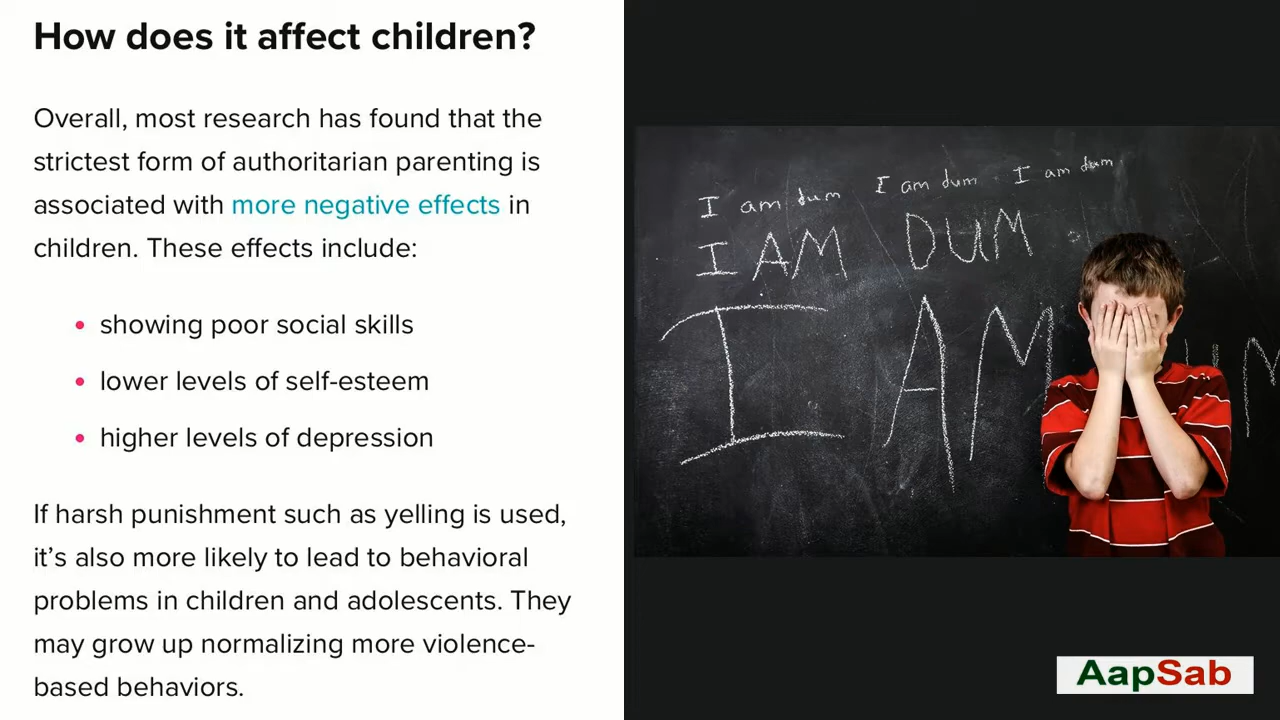 How does it affect children?
Overall, most research has found that the
strictest form of authoritarian parenting is
associated with more negative effects in
children. These effects include:
• showing poor social skills
• lower levels of self-esteem
• higher levels of depression
If harsh punishment such as yelling is used,
it's also more likely to lead to behavioral
problems in children and adolescents. They
may grow up normalizing more violence-
based behaviors.
I am dum I am dum I am dum
I AM DUM
I AM
AapSab